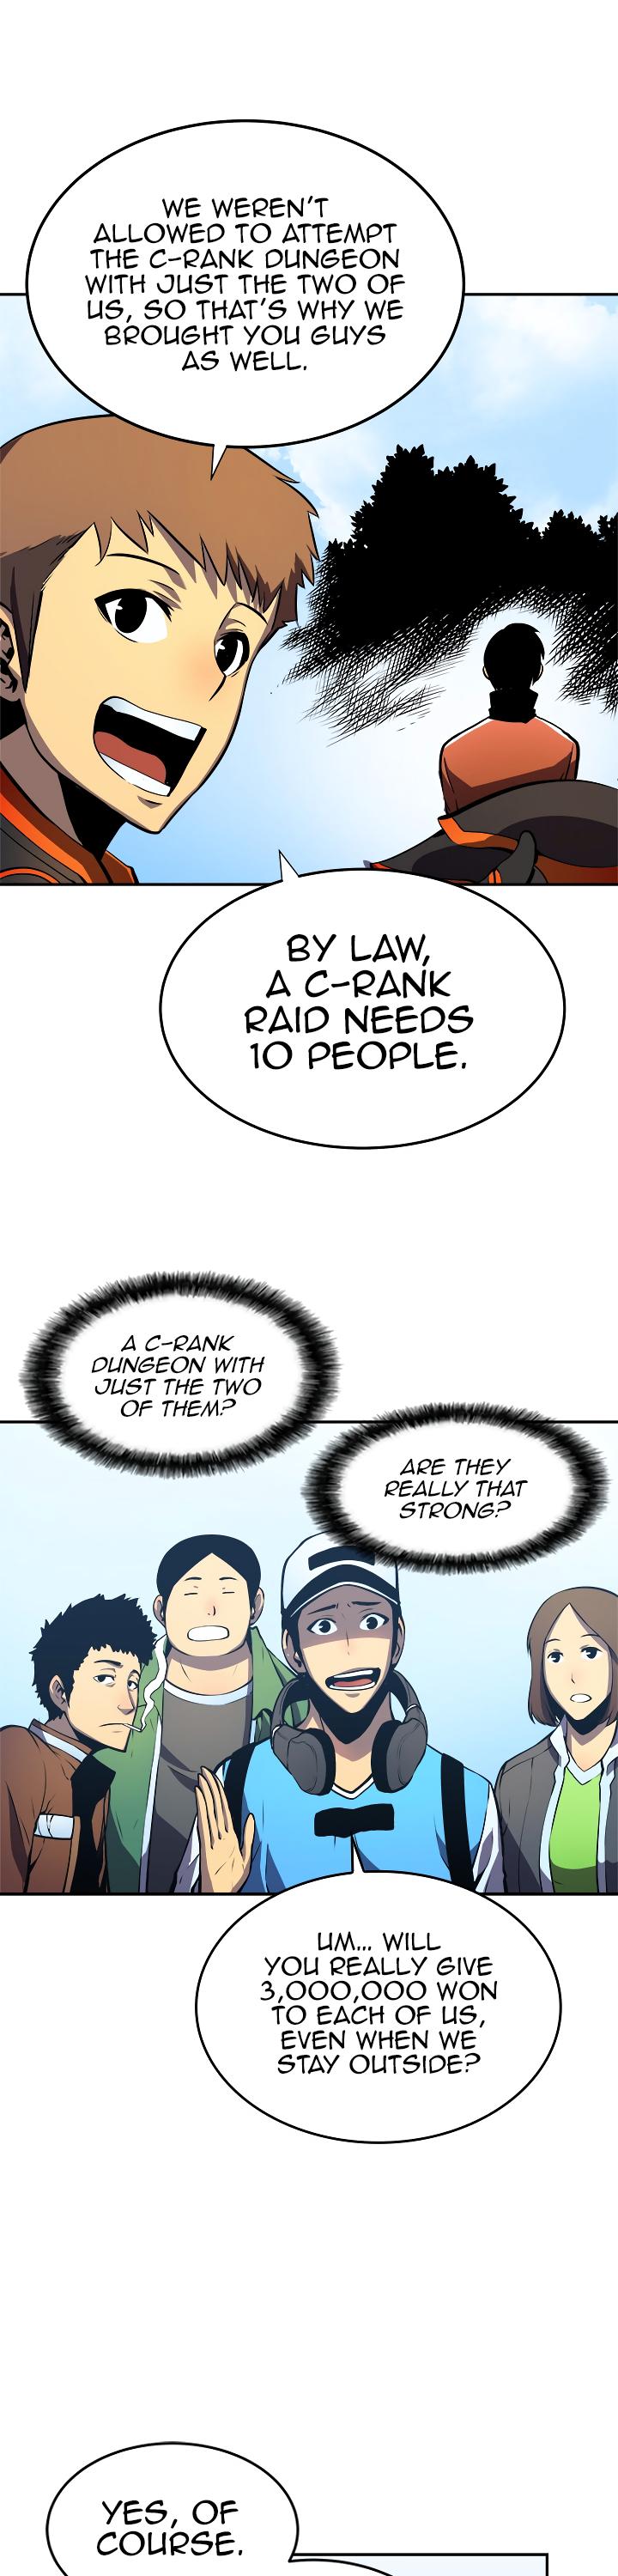 WE WEREN'T
ALLOWED TO ATTEMPT
THE C-RANK DUNGEON
WITH JUST THE TWO OF
US, SO THAT'S WHY WE
BROUGHT YOU GUYS
AS WELL.
BY LAW,
A C-RANK
RAID NEEDS
10 PEOPLE.
A C-RANK
DUNGEON WITH
JUST THE TWO
OF THEM?
ARE THEY
REALLY THAT
STRONG?
UM... WILL
YOU REALLY GIVE
3,000,000 WON
TO EACH OF US,
EVEN WHEN WE
STAY OUTSIDE?
YES, OF
COURSE.